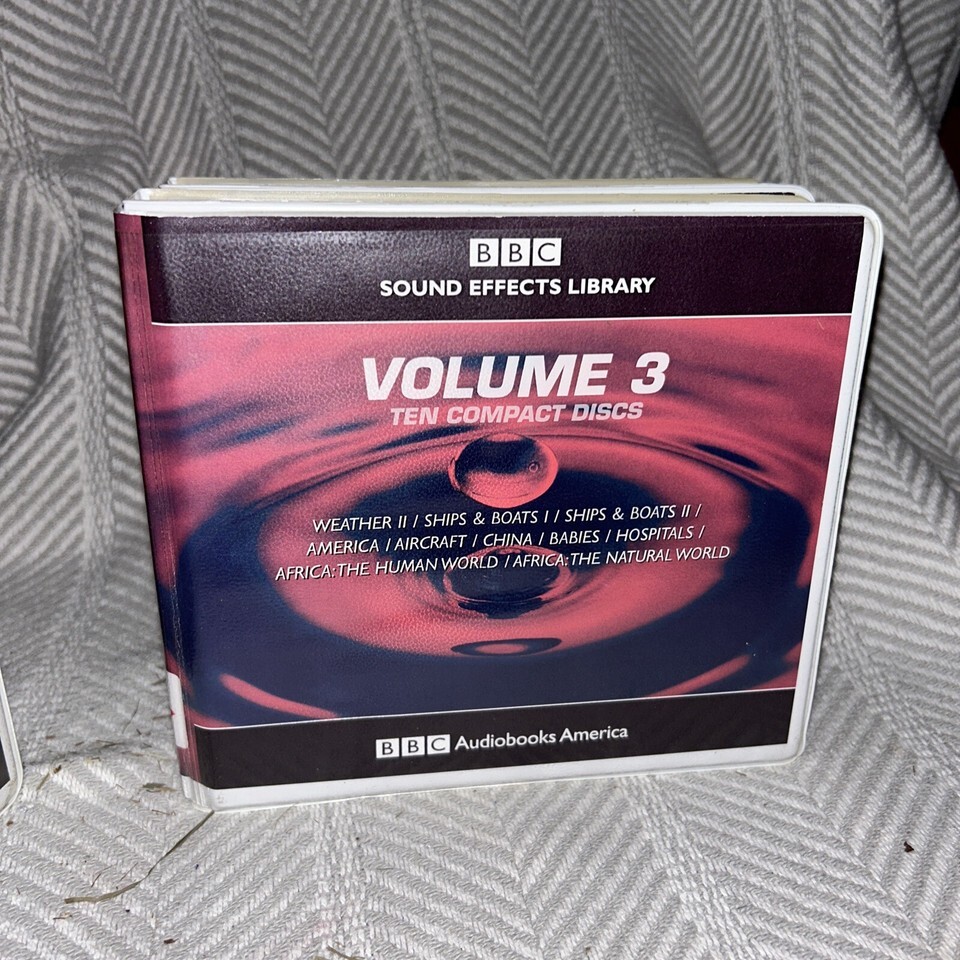 BBC
SOUND EFFECTS LIBRARY
VOLUME 3
TEN COMPACT DISCS
WEATHER II / SHIPS & BOATS I / SHIPS & BOATS II /
AMERICA / AIRCRAFT / CHINA / BABIES / HOSPITALS /
AFRICA: THE HUMAN WORLD / AFRICA: THE NATURAL WORLD
BBC Audiobooks America